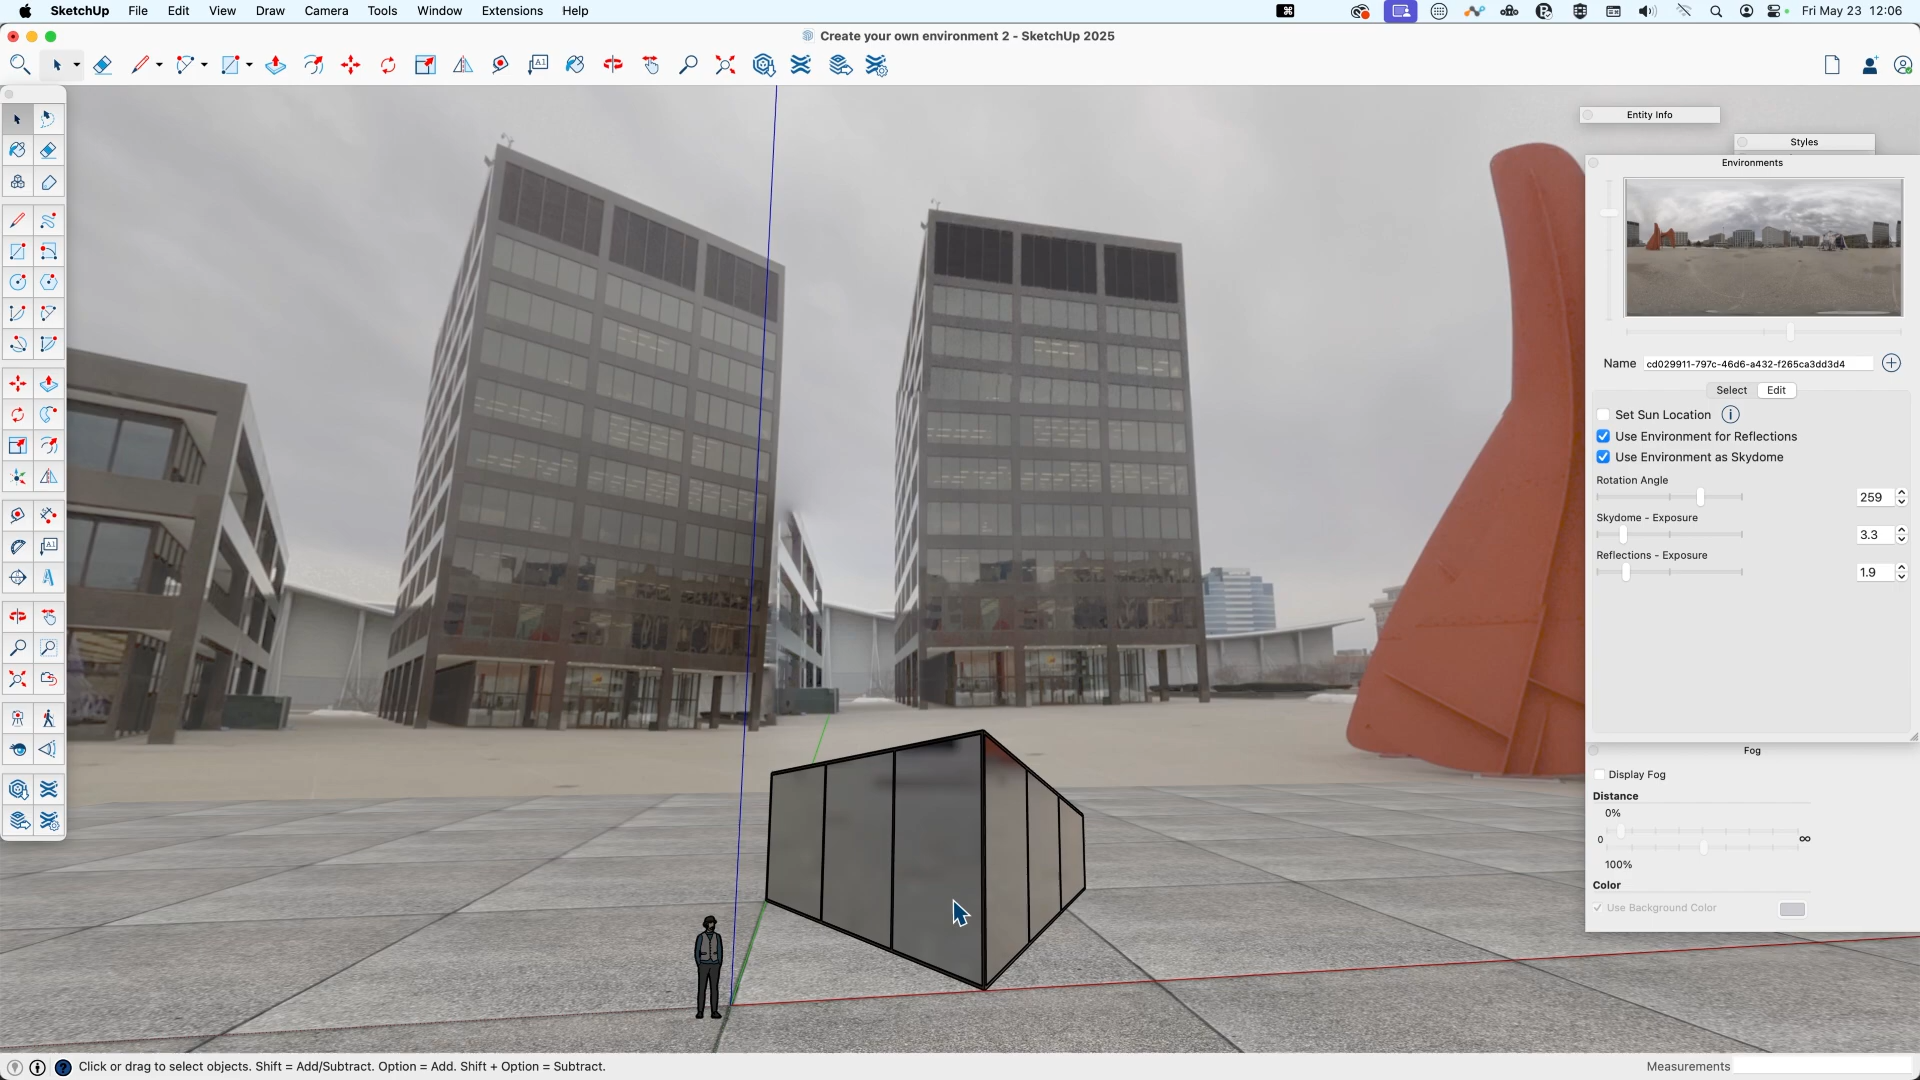 SketchUp File Edit View Draw Camera Tools Window Extensions Help
Fri May 23 12:06
Create your own environment 2 - SketchUp 2025
Entity Info
Styles
Environments
Name cd029911-797c-46d6-a432-f265ca3dd3d4
Select Edit
Set Sun Location
Use Environment for Reflections
Use Environment as Skydome
Rotation Angle
259
Skydome - Exposure
3.3
Reflections - Exposure
1.9
Fog
Display Fog
Distance
0%
0 ∞
100%
Color
Use Background Color
Click or drag to select objects. Shift = Add/Subtract. Option = Add. Shift + Option = Subtract.
Measurements